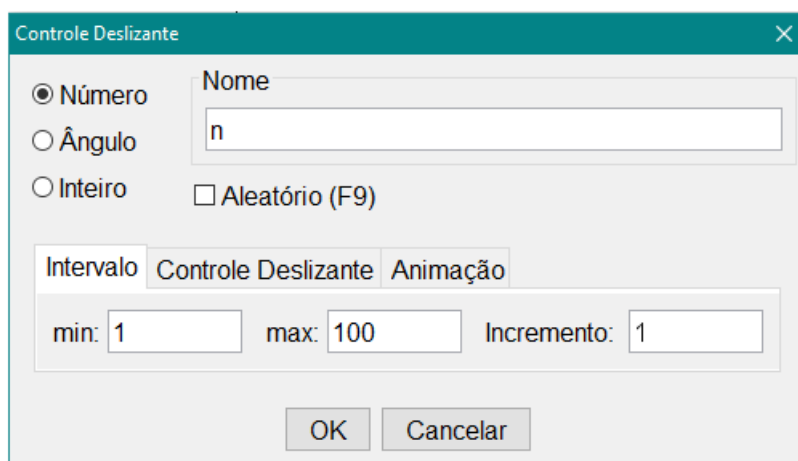 Controle Deslizante
Número
Ângulo
Inteiro
Nome
n
Aleatório (F9)
Intervalo Controle Deslizante Animação
min: 1 max: 100 Incremento: 1
OK Cancelar